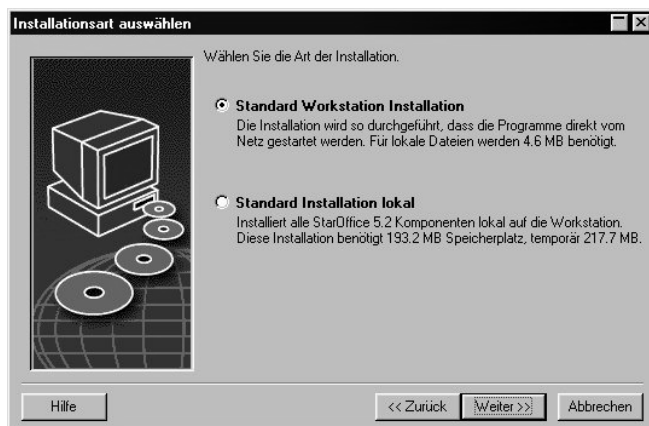 Installationsart auswählen
Wählen Sie die Art der Installation.
Standard Workstation Installation
Die Installation wird so durchgeführt, dass die Programme direkt vom
Netz gestartet werden. Für lokale Dateien werden 4.6 MB benötigt.
Standard Installation lokal
Installiert alle StarOffice 5.2 Komponenten lokal auf die Workstation.
Diese Installation benötigt 193.2 MB Speicherplatz, temporär 217.7 MB.
Hilfe
<< Zurück
Weiter >>
Abbrechen